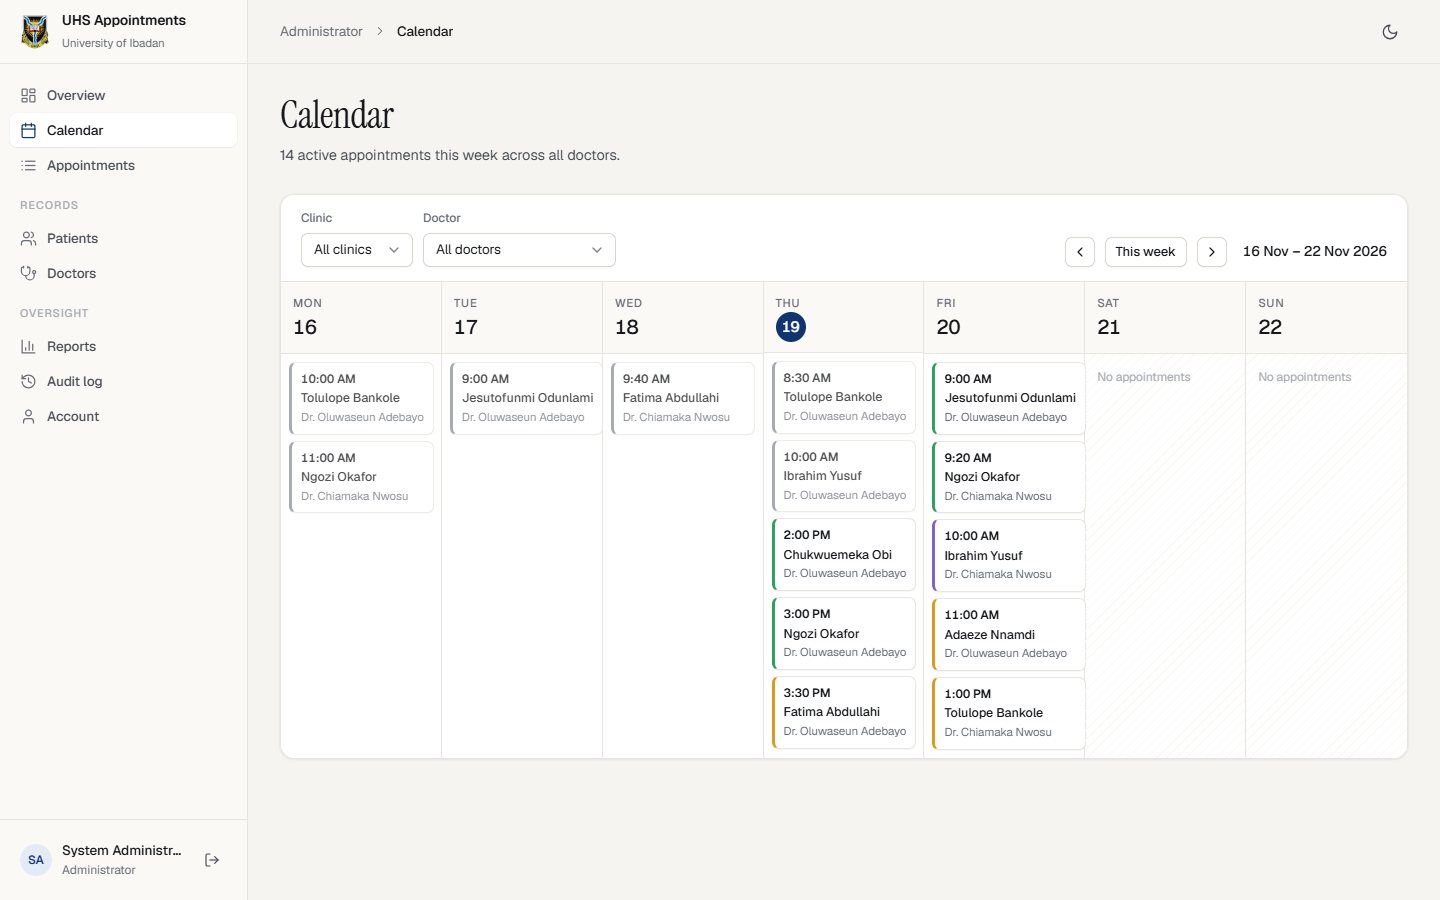 UHS Appointments
University of Ibadan
Overview
Calendar
Appointments
RECORDS
Patients
Doctors
OVERSIGHT
Reports
Audit log
Account
SA
System Administr...
Administrator
Administrator > Calendar
Calendar
14 active appointments this week across all doctors.
Clinic
All clinics
Doctor
All doctors
This week
16 Nov – 22 Nov 2026
MON
16
10:00 AM
Tolulope Bankole
Dr. Oluwaseun Adebayo
11:00 AM
Ngozi Okafor
Dr. Chiamaka Nwosu
TUE
17
9:00 AM
Jesutofunmi Odunlami
Dr. Oluwaseun Adebayo
WED
18
9:40 AM
Fatima Abdullahi
Dr. Chiamaka Nwosu
THU
19
8:30 AM
Tolulope Bankole
Dr. Oluwaseun Adebayo
10:00 AM
Ibrahim Yusuf
Dr. Oluwaseun Adebayo
2:00 PM
Chukwuemeka Obi
Dr. Oluwaseun Adebayo
3:00 PM
Ngozi Okafor
Dr. Oluwaseun Adebayo
3:30 PM
Fatima Abdullahi
Dr. Oluwaseun Adebayo
FRI
20
9:00 AM
Jesutofunmi Odunlami
Dr. Oluwaseun Adebayo
9:20 AM
Ngozi Okafor
Dr. Chiamaka Nwosu
10:00 AM
Ibrahim Yusuf
Dr. Chiamaka Nwosu
11:00 AM
Adaeze Nnamdi
Dr. Oluwaseun Adebayo
1:00 PM
Tolulope Bankole
Dr. Chiamaka Nwosu
SAT
21
No appointments
SUN
22
No appointments